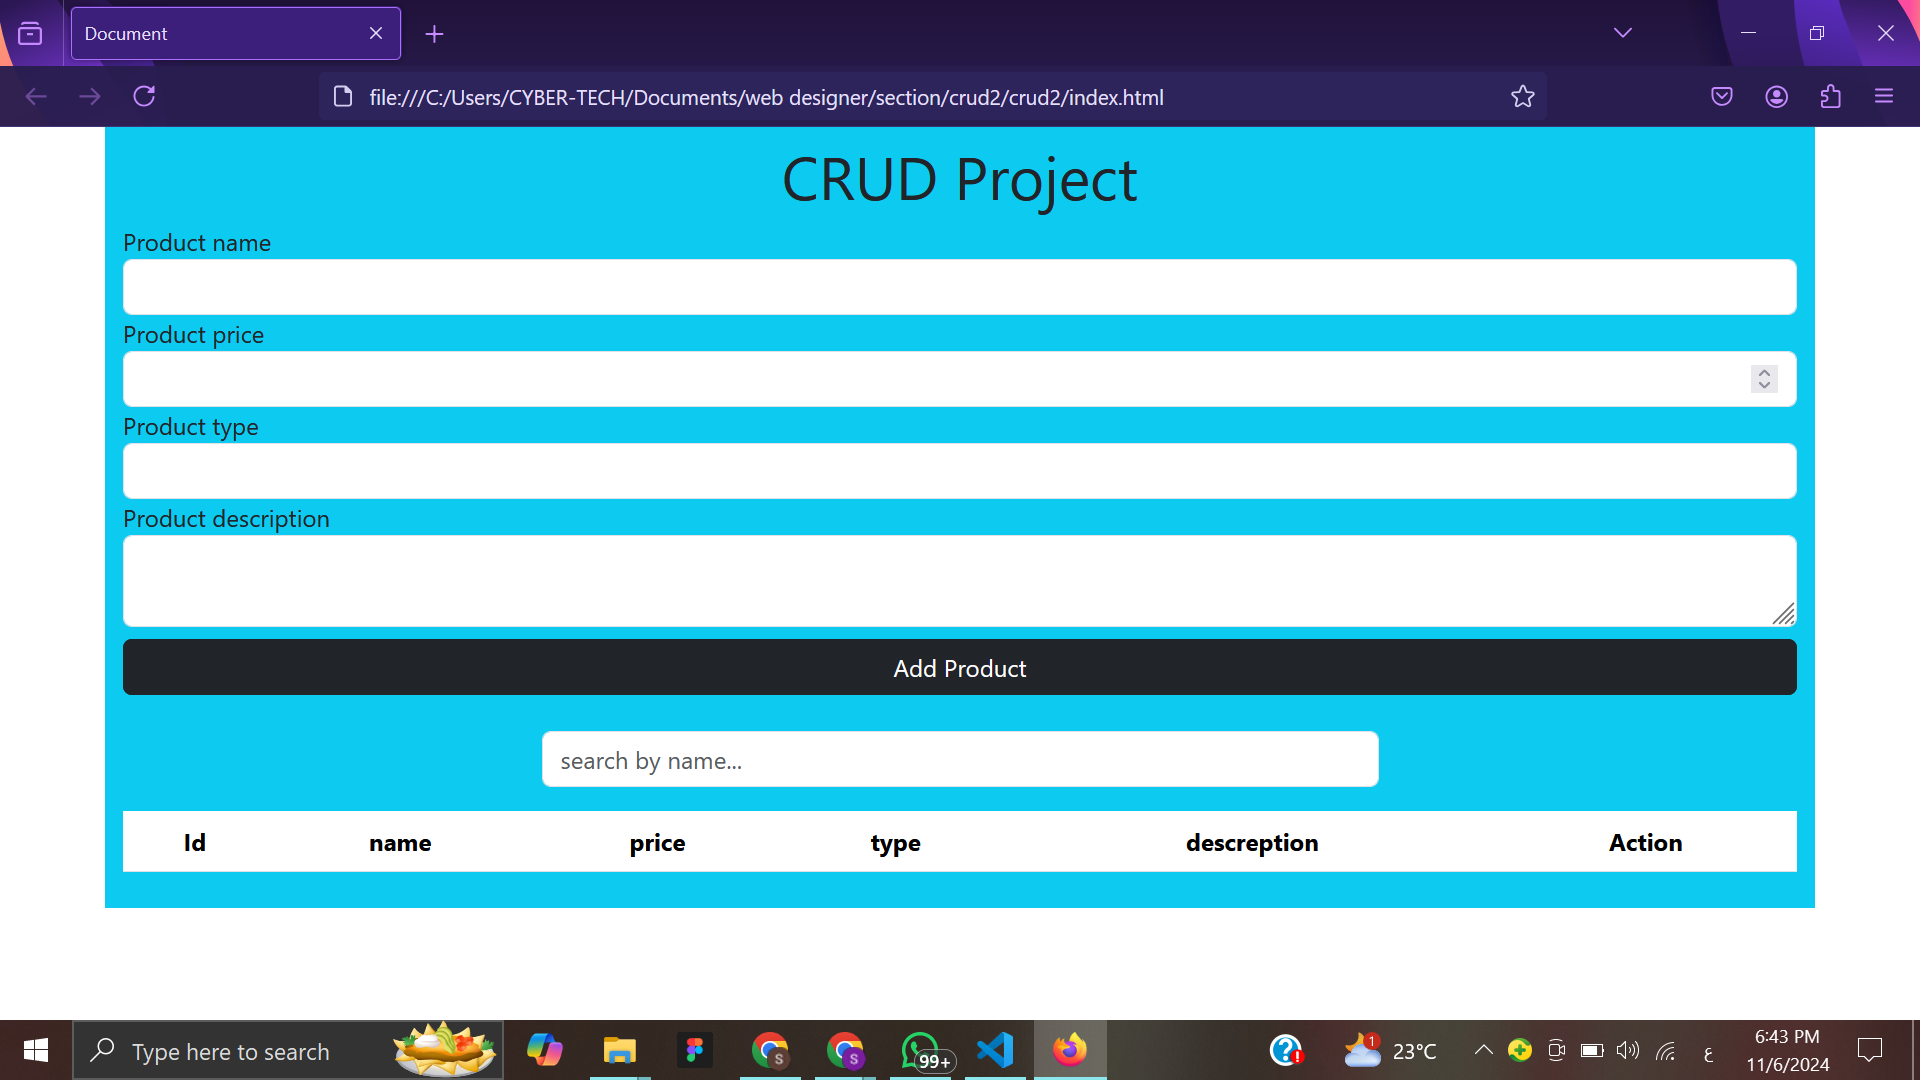 Document
file:///C:/Users/CYBER-TECH/Documents/web designer/section/crud2/crud2/index.html
CRUD Project
Product name
Product price
Product type
Product description
Add Product
search by name...
Id name price type descreption Action
Type here to search
S
S
99+
1
23°C
ع
6:43 PM
11/6/2024